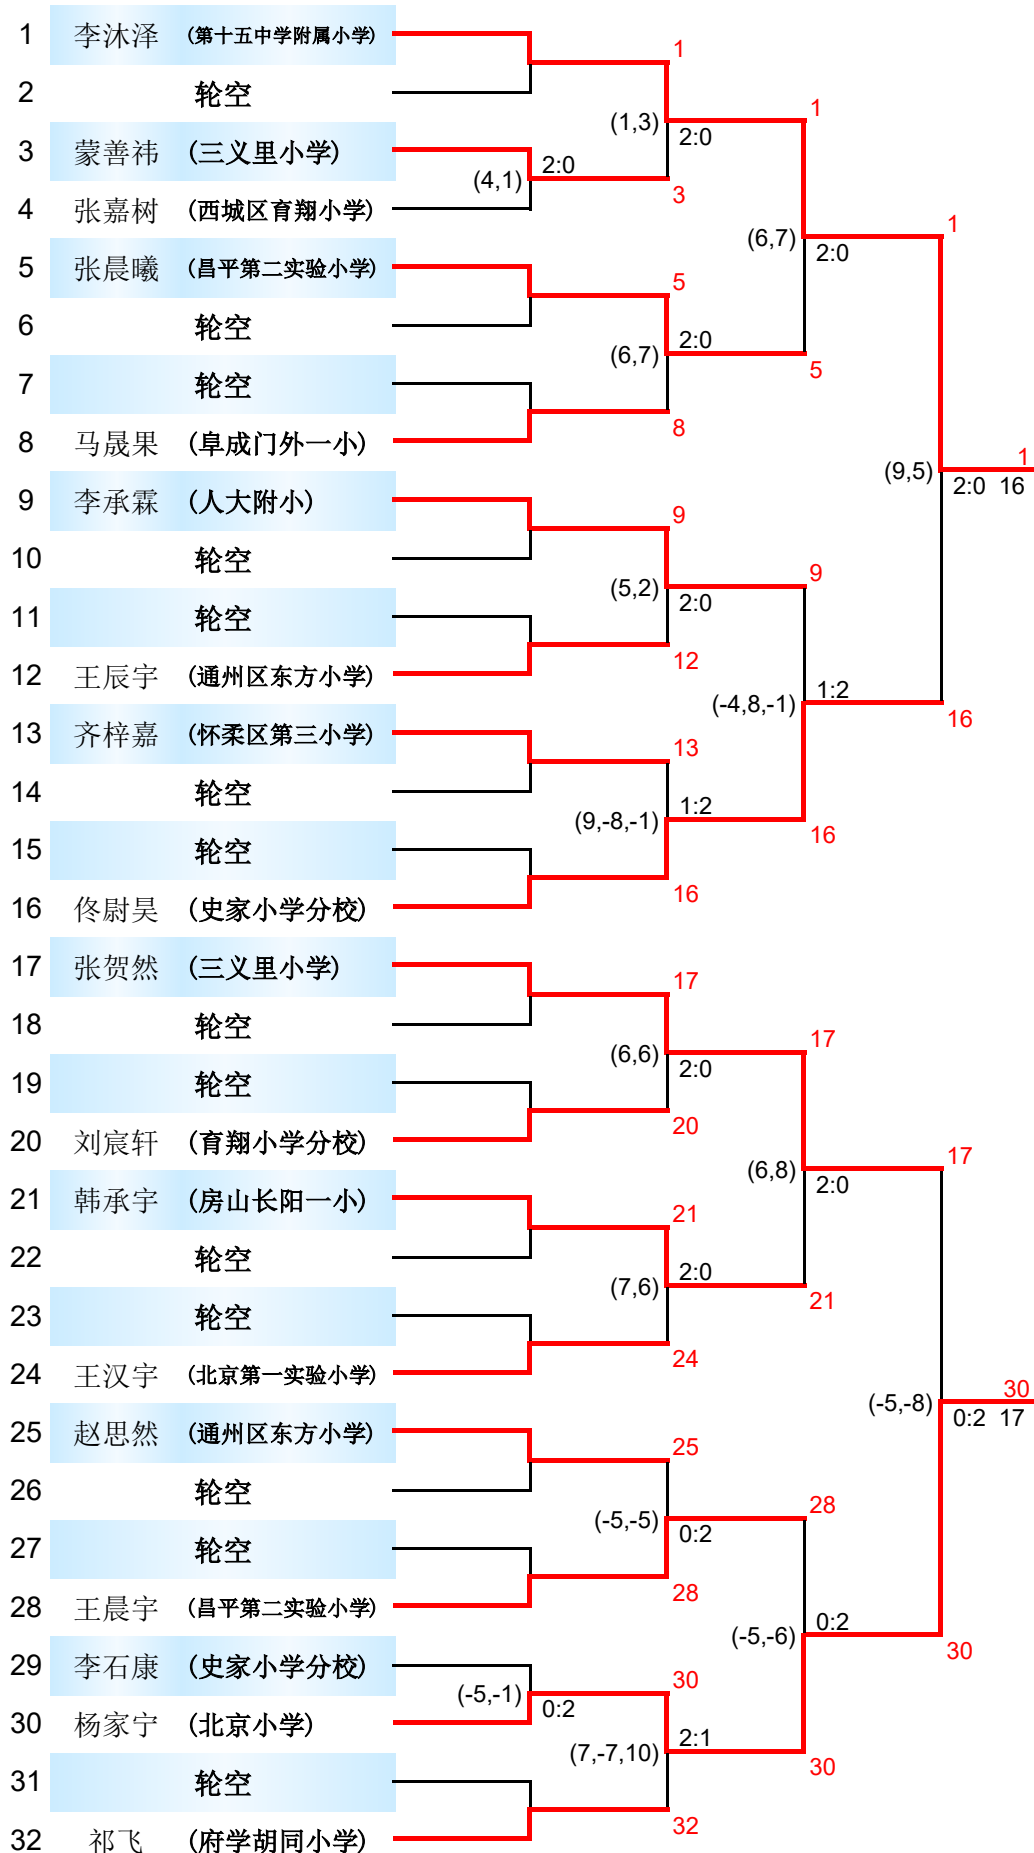 1 李沐泽 (第十五中学附属小学)
1
2 轮空
(1,3) 2:0
1
3 蒙善祎 (三义里小学)
(4,1) 2:0
3
4 张嘉树 (西城区育翔小学)
(6,7) 2:0
1
5 张晨曦 (昌平第二实验小学)
5
6 轮空
(6,7) 2:0
5
7 轮空
8
8 马晟果 (阜成门外一小)
(9,5) 2:0 16
1
9 李承霖 (人大附小)
9
10 轮空
(5,2) 2:0
9
11 轮空
12
12 王辰宇 (通州区东方小学)
(-4,8,-1) 1:2
16
13 齐梓嘉 (怀柔区第三小学)
13
14 轮空
(9,-8,-1) 1:2
16
15 轮空
16
16 佟尉昊 (史家小学分校)
17 张贺然 (三义里小学)
17
18 轮空
(6,6) 2:0
17
19 轮空
20
20 刘宸轩 (育翔小学分校)
(6,8) 2:0
17
21 韩承宇 (房山长阳一小)
21
22 轮空
(7,6) 2:0
21
23 轮空
24
24 王汉宇 (北京第一实验小学)
(-5,-8) 0:2 17
30
25 赵思然 (通州区东方小学)
25
26 轮空
(-5,-5) 0:2
28
27 轮空
28
28 王晨宇 (昌平第二实验小学)
(-5,-6) 0:2
30
29 李石康 (史家小学分校)
(-5,-1) 0:2
30
30 杨家宁 (北京小学)
(7,-7,10) 2:1
30
31 轮空
32
32 祁飞 (府学胡同小学)